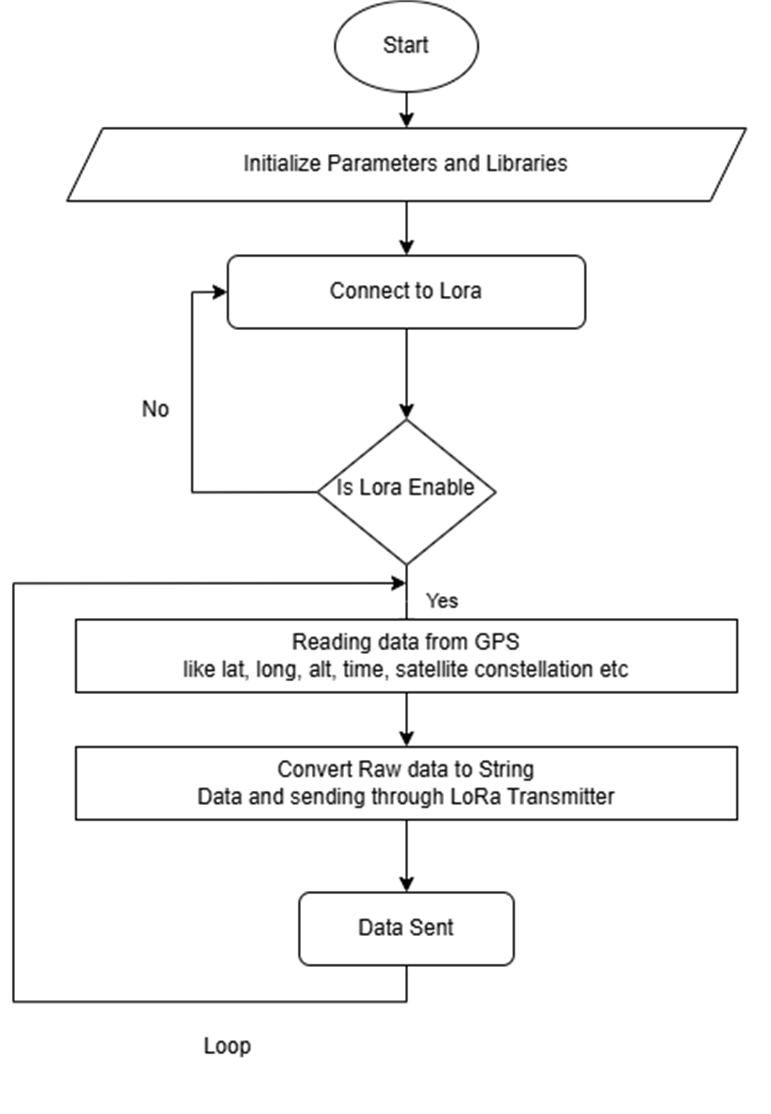 Start
Initialize Parameters and Libraries
Connect to Lora
No
Is Lora Enable
Yes
Reading data from GPS
like lat, long, alt, time, satellite constellation etc
Convert Raw data to String
Data and sending through LoRa Transmitter
Data Sent
Loop